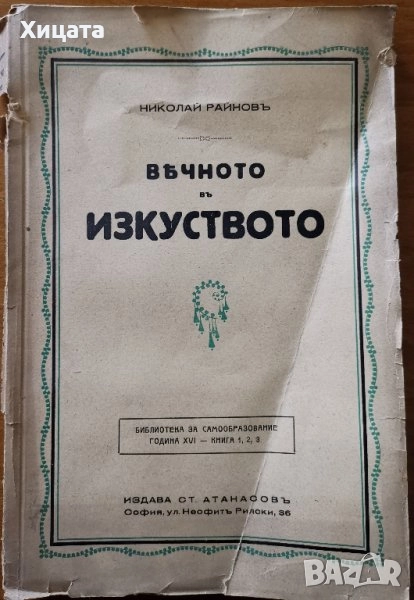 Хицата
НИКОЛАЙ РАЙНОВЪ
ВѢЧНОТО
ВЪ
ИЗКУСТВОТО
БИБЛИОТЕКА ЗА САМООБРАЗОВАНИЕ
ГОДИНА XVI — КНИГА 1, 2, 3.
ИЗДАВА СТ. АТАНАСОВЪ
София, ул. Неофитъ Рилски, 36
BAZAR